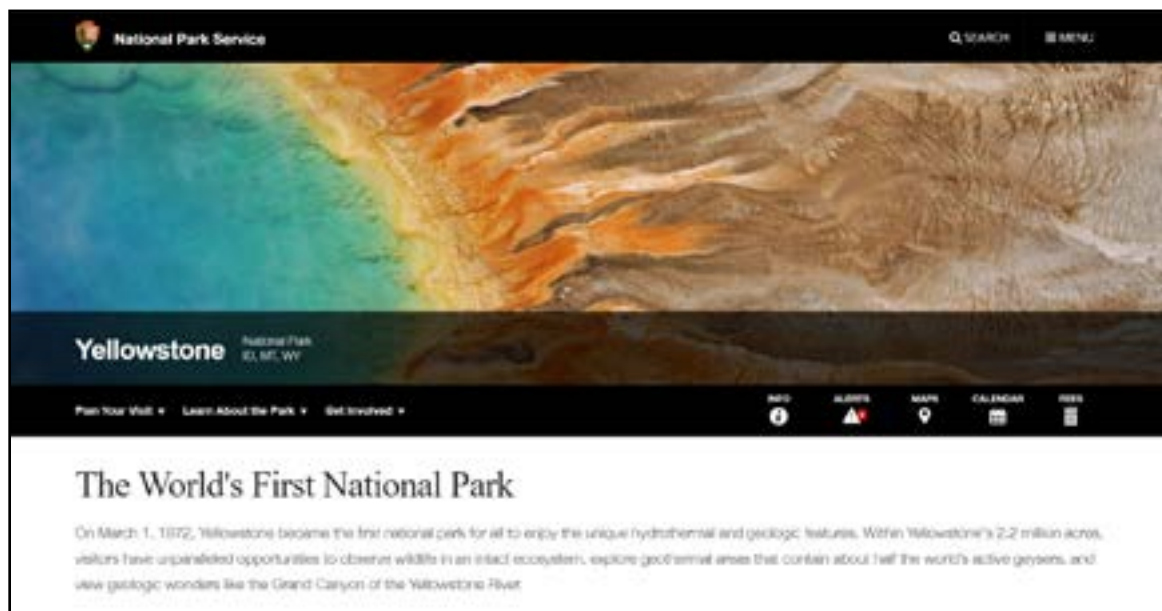 National Park Service
SEARCH
MENU
Yellowstone
National Park
ID, MT, WY
Plan Your Visit
Learn About the Park
Get Involved
INFO
ALERTS
MAPS
CALENDAR
FEES
The World's First National Park
On March 1, 1872, Yellowstone became the first national park for all to enjoy the unique hydrothermal and geologic features. Within Yellowstone's 2.2 million acres,
visitors have unparalleled opportunities to observe wildlife in an intact ecosystem, explore geothermal areas that contain about half the world's active geysers, and
view geologic wonders like the Grand Canyon of the Yellowstone River.